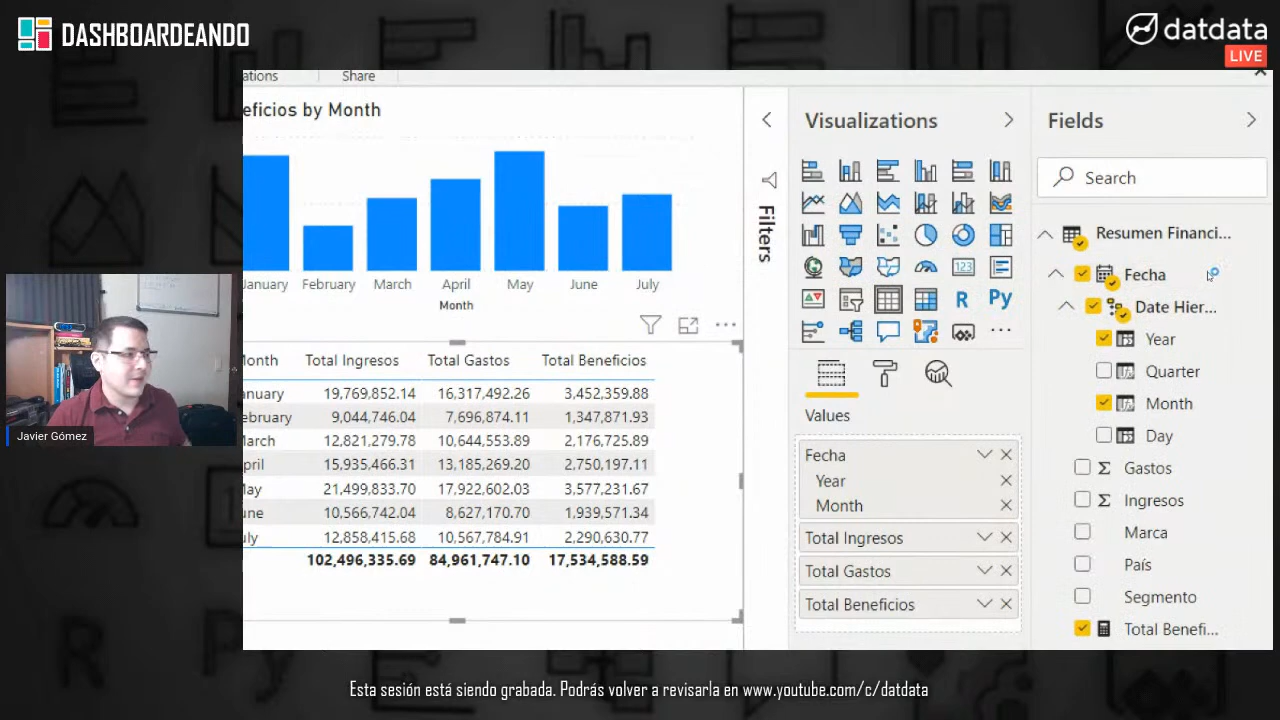 DASHBOARDEANDO
datdata
LIVE
ations
Share
eficios by Month
January
February
March
April
May
June
July
Month
Month Total Ingresos Total Gastos Total Beneficios
anuary 19,769,852.14 16,317,492.26 3,452,359.88
ebruary 9,044,746.04 7,696,874.11 1,347,871.93
March 12,821,279.78 10,644,553.89 2,176,725.89
pril 15,935,466.31 13,185,269.20 2,750,197.11
May 21,499,833.70 17,922,602.03 3,577,231.67
une 10,566,742.04 8,627,170.70 1,939,571.34
uly 12,858,415.68 10,567,784.91 2,290,630.77
102,496,335.69 84,961,747.10 17,534,588.59
Filters
Visualizations
123
R
Py
Values
Fecha
Year
Month
Total Ingresos
Total Gastos
Total Beneficios
Fields
Search
Resumen Financi...
Fecha
Date Hier...
Year
Quarter
Month
Day
Gastos
Ingresos
Marca
País
Segmento
Total Benefi...
Javier Gómez
Esta sesión está siendo grabada. Podrás volver a revisarla en www.youtube.com/c/datdata